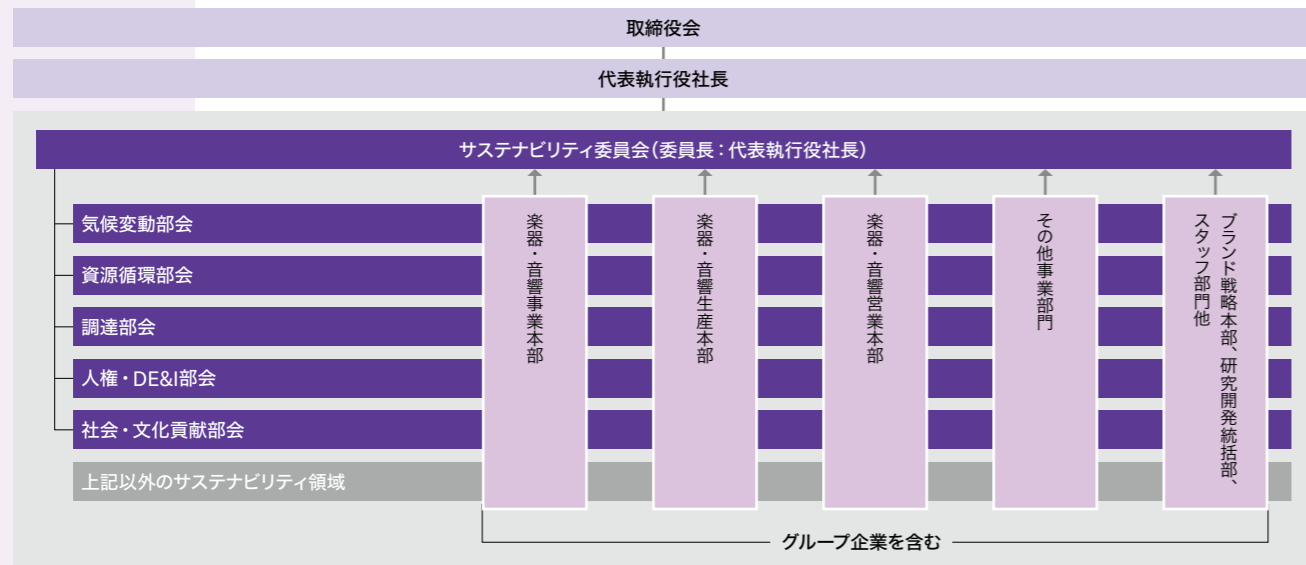 取締役会
代表執行役社長
サステナビリティ委員会（委員長：代表執行役社長）
気候変動部会
資源循環部会
調達部会
人権・DE&I部会
社会・文化貢献部会
上記以外のサステナビリティ領域
楽器・音響事業本部
楽器・音響生産本部
楽器・音響営業本部
その他事業部門
ブランド戦略本部、研究開発統括部、
スタッフ部門他
グループ企業を含む